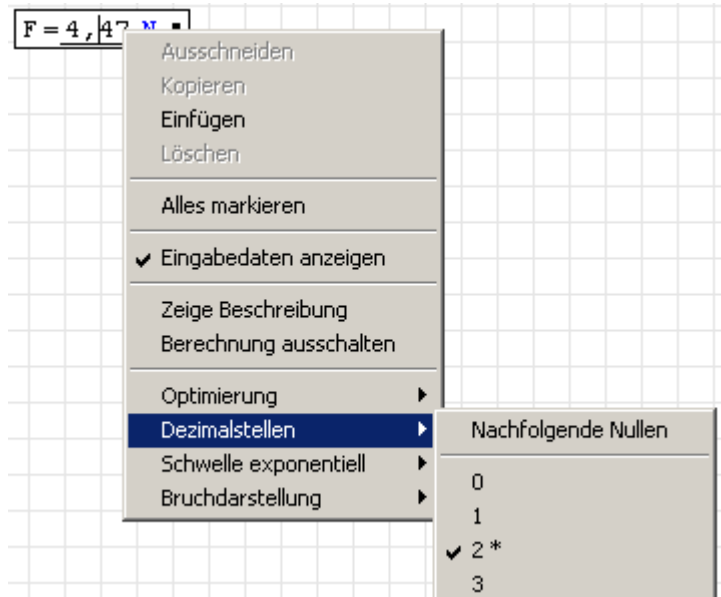 F = 4,47 N
Ausschneiden
Kopieren
Einfügen
Löschen
Alles markieren
Eingabedaten anzeigen
Zeige Beschreibung
Berechnung ausschalten
Optimierung
Dezimalstellen
Schwelle exponentiell
Bruchdarstellung
Nachfolgende Nullen
0
1
2 *
3